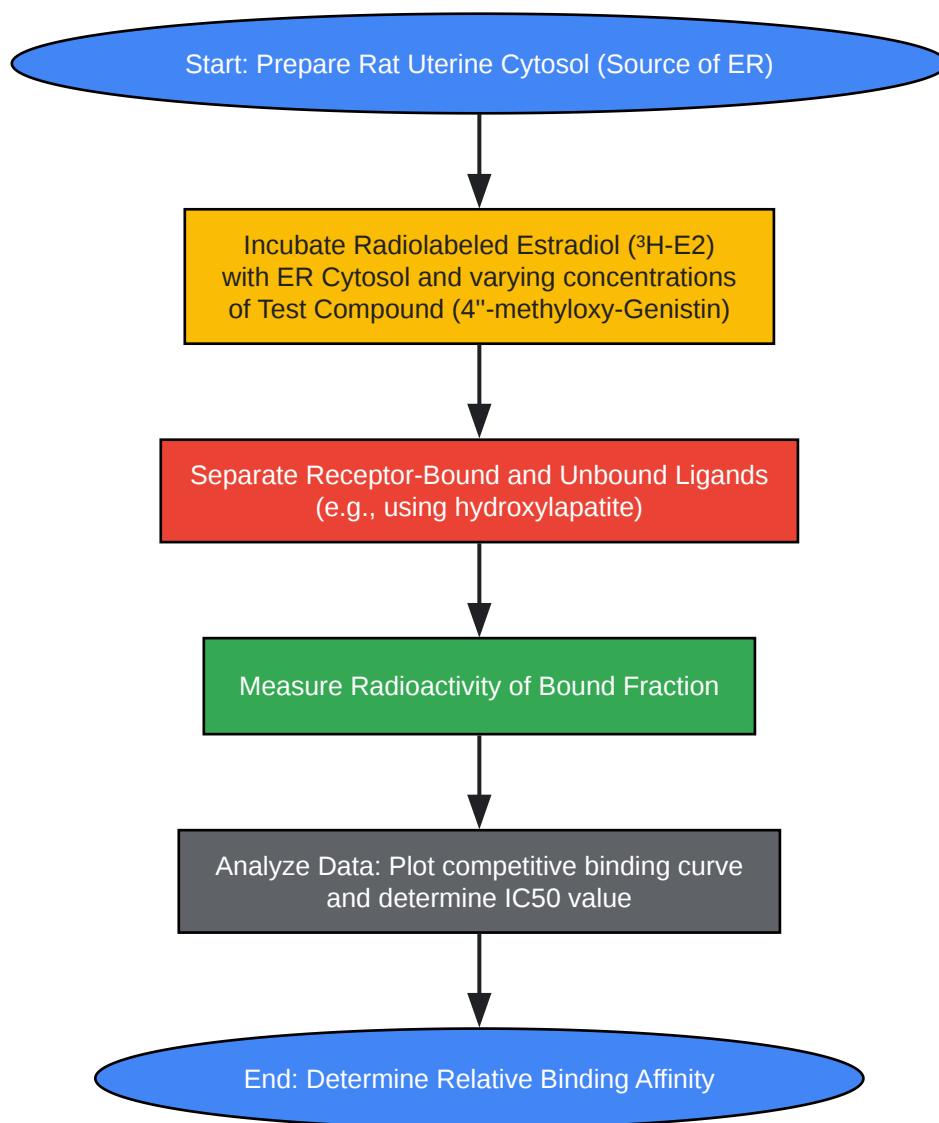 Start: Prepare Rat Uterine Cytosol (Source of ER)
Incubate Radiolabeled Estradiol (³H-E2)
with ER Cytosol and varying concentrations
of Test Compound (4''-methyloxy-Genistin)
Separate Receptor-Bound and Unbound Ligands
(e.g., using hydroxylapatite)
Measure Radioactivity of Bound Fraction
Analyze Data: Plot competitive binding curve
and determine IC50 value
End: Determine Relative Binding Affinity